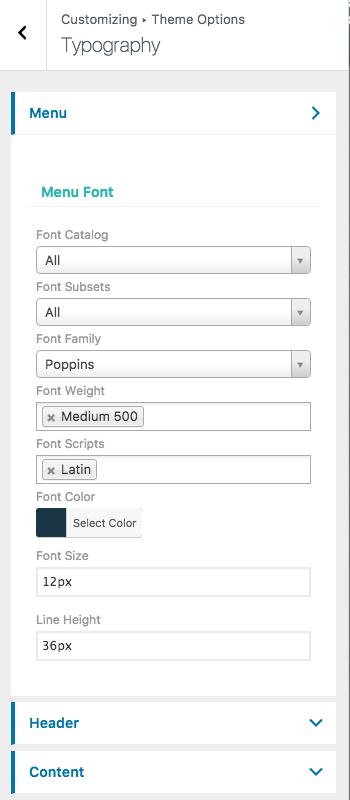 Customizing ▸ Theme Options
Typography
Menu
Menu Font
Font Catalog
All
Font Subsets
All
Font Family
Poppins
Font Weight
× Medium 500
Font Scripts
× Latin
Font Color
Select Color
Font Size
12px
Line Height
36px
Header
Content